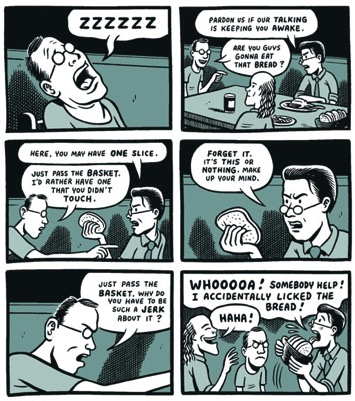 ZZZZZZ
PARDON US IF OUR TALKING
IS KEEPING YOU AWAKE.
ARE YOU GUYS
GONNA EAT
THAT BREAD?
HERE, YOU MAY HAVE ONE SLICE.
JUST PASS THE BASKET.
I'D RATHER HAVE ONE
THAT YOU DIDN'T
TOUCH.
FORGET IT.
IT'S THIS OR
NOTHING. MAKE
UP YOUR MIND.
JUST PASS THE
BASKET. WHY DO
YOU HAVE TO BE
SUCH A JERK
ABOUT IT?
WHOOOOA! SOMEBODY HELP!
I ACCIDENTALLY LICKED THE
BREAD!
HAHA!